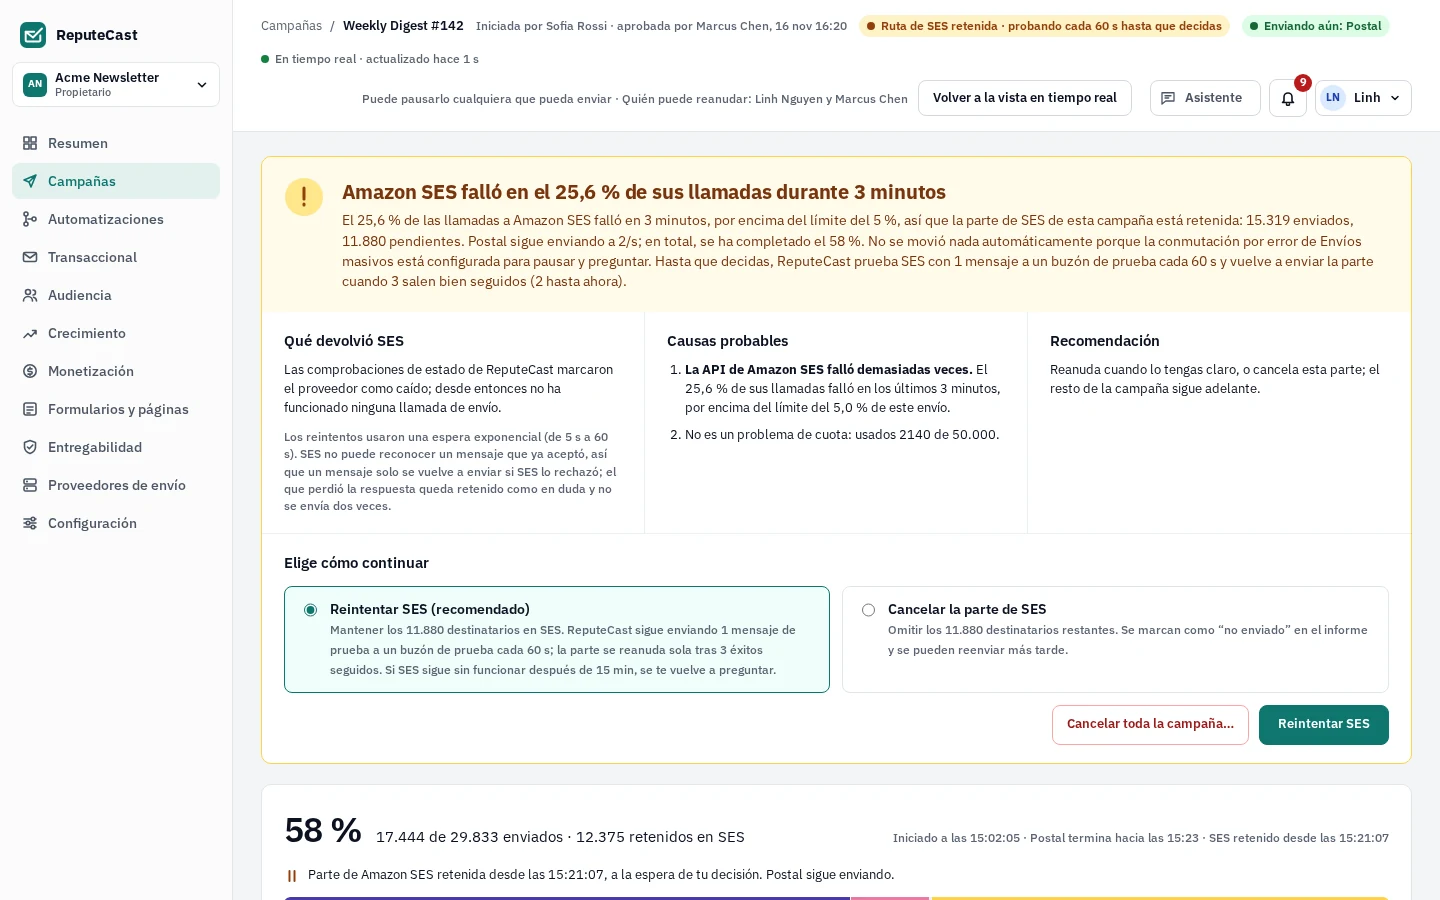 ReputeCast
AN
Acme Newsletter
Propietario
Resumen
Campañas
Automatizaciones
Transaccional
Audiencia
Crecimiento
Monetización
Formularios y páginas
Entregabilidad
Proveedores de envío
Configuración
Campañas / Weekly Digest #142 Iniciada por Sofia Rossi · aprobada por Marcus Chen, 16 nov 16:20
Ruta de SES retenida · probando cada 60 s hasta que decidas
Enviando aún: Postal
En tiempo real · actualizado hace 1 s
Puede pausarlo cualquiera que pueda enviar · Quién puede reanudar: Linh Nguyen y Marcus Chen
Volver a la vista en tiempo real
Asistente
9
LN
Linh
Amazon SES falló en el 25,6 % de sus llamadas durante 3 minutos
El 25,6 % de las llamadas a Amazon SES falló en 3 minutos, por encima del límite del 5 %, así que la parte de SES de esta campaña está retenida: 15.319 enviados,
11.880 pendientes. Postal sigue enviando a 2/s; en total, se ha completado el 58 %. No se movió nada automáticamente porque la conmutación por error de Envíos
masivos está configurada para pausar y preguntar. Hasta que decidas, ReputeCast prueba SES con 1 mensaje a un buzón de prueba cada 60 s y vuelve a enviar la parte
cuando 3 salen bien seguidos (2 hasta ahora).
Qué devolvió SES
Las comprobaciones de estado de ReputeCast marcaron
el proveedor como caído; desde entonces no ha
funcionado ninguna llamada de envío.
Los reintentos usaron una espera exponencial (de 5 s a 60
s). SES no puede reconocer un mensaje que ya aceptó, así
que un mensaje solo se vuelve a enviar si SES lo rechazó; el
que perdió la respuesta queda retenido como en duda y no
se envía dos veces.
Causas probables
1. La API de Amazon SES falló demasiadas veces. El
25,6 % de sus llamadas falló en los últimos 3 minutos,
por encima del límite del 5,0 % de este envío.
2. No es un problema de cuota: usados 2140 de 50.000.
Recomendación
Reanuda cuando lo tengas claro, o cancela esta parte; el
resto de la campaña sigue adelante.
Elige cómo continuar
Reintentar SES (recomendado)
Mantener los 11.880 destinatarios en SES. ReputeCast sigue enviando 1 mensaje de
prueba a un buzón de prueba cada 60 s; la parte se reanuda sola tras 3 éxitos
seguidos. Si SES sigue sin funcionar después de 15 min, se te vuelve a preguntar.
Cancelar la parte de SES
Omitir los 11.880 destinatarios restantes. Se marcan como “no enviado” en el informe
y se pueden reenviar más tarde.
Cancelar toda la campaña...
Reintentar SES
58 %
17.444 de 29.833 enviados · 12.375 retenidos en SES
Iniciado a las 15:02:05 · Postal termina hacia las 15:23 · SES retenido desde las 15:21:07
Parte de Amazon SES retenida desde las 15:21:07, a la espera de tu decisión. Postal sigue enviando.